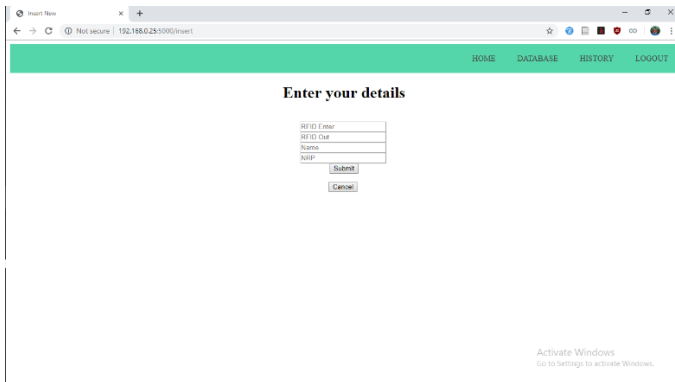 Insert New
Not secure | 192.168.0.25:5000/insert
HOME DATABASE HISTORY LOGOUT
Enter your details
RFID Enter
RFID Out
Name
NRP
Submit
Cancel
Activate Windows
Go to Settings to activate Windows.